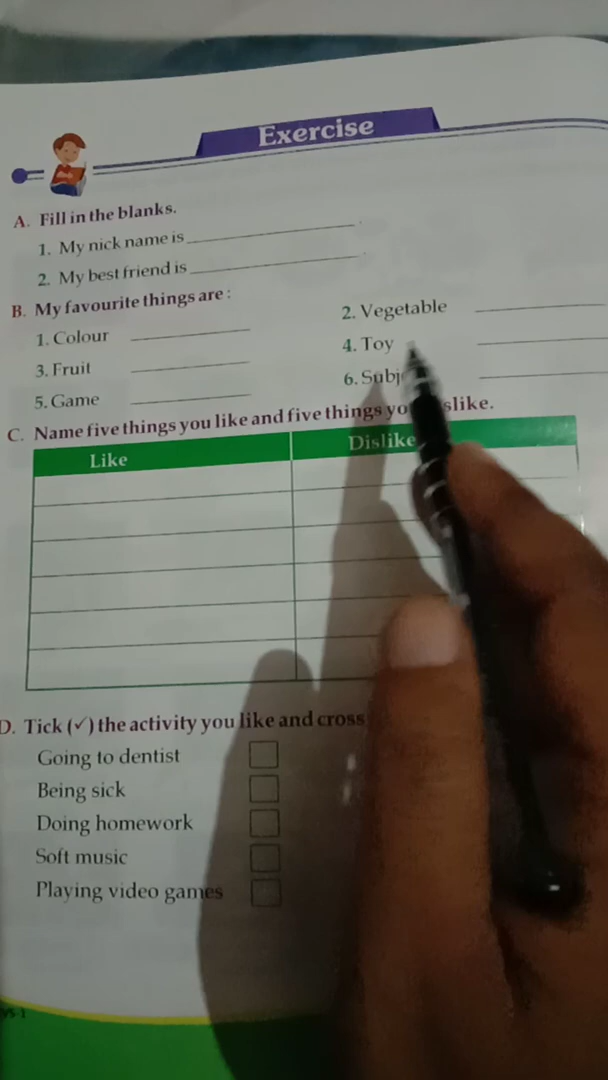 Exercise
A. Fill in the blanks.
1. My nick name is
2. My best friend is
B. My favourite things are :
1. Colour
2. Vegetable
3. Fruit
4. Toy
5. Game
6.
C. Name five things you like and five things
Like Dislike
D. Tick (✓) the activity you like and cross
Going to dentist
Being sick
Doing homework
Soft music
Playing video games